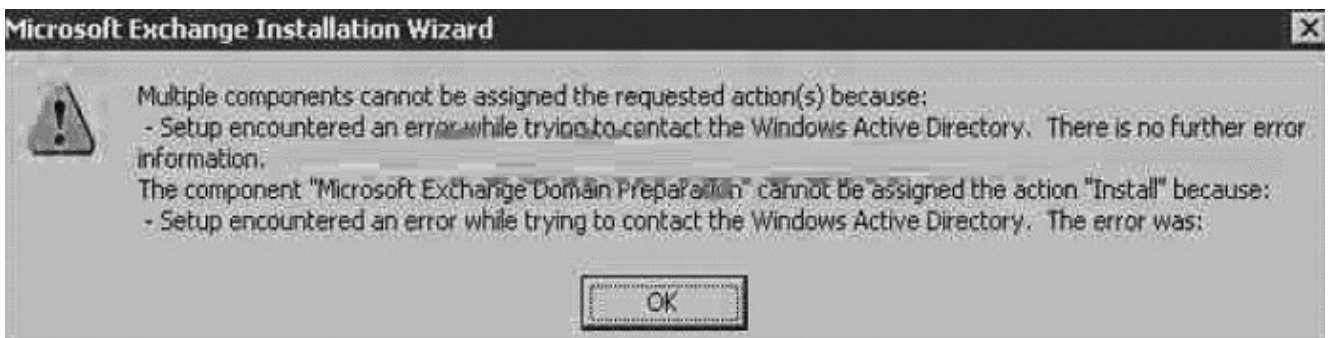 Microsoft Exchange Installation Wizard
Multiple components cannot be assigned the requested action(s) because:
- Setup encountered an error while trying to contact the Windows Active Directory. There is no further error
information.
The component "Microsoft Exchange Domain Preparation" cannot be assigned the action "Install" because:
- Setup encountered an error while trying to contact the Windows Active Directory. The error was:
OK